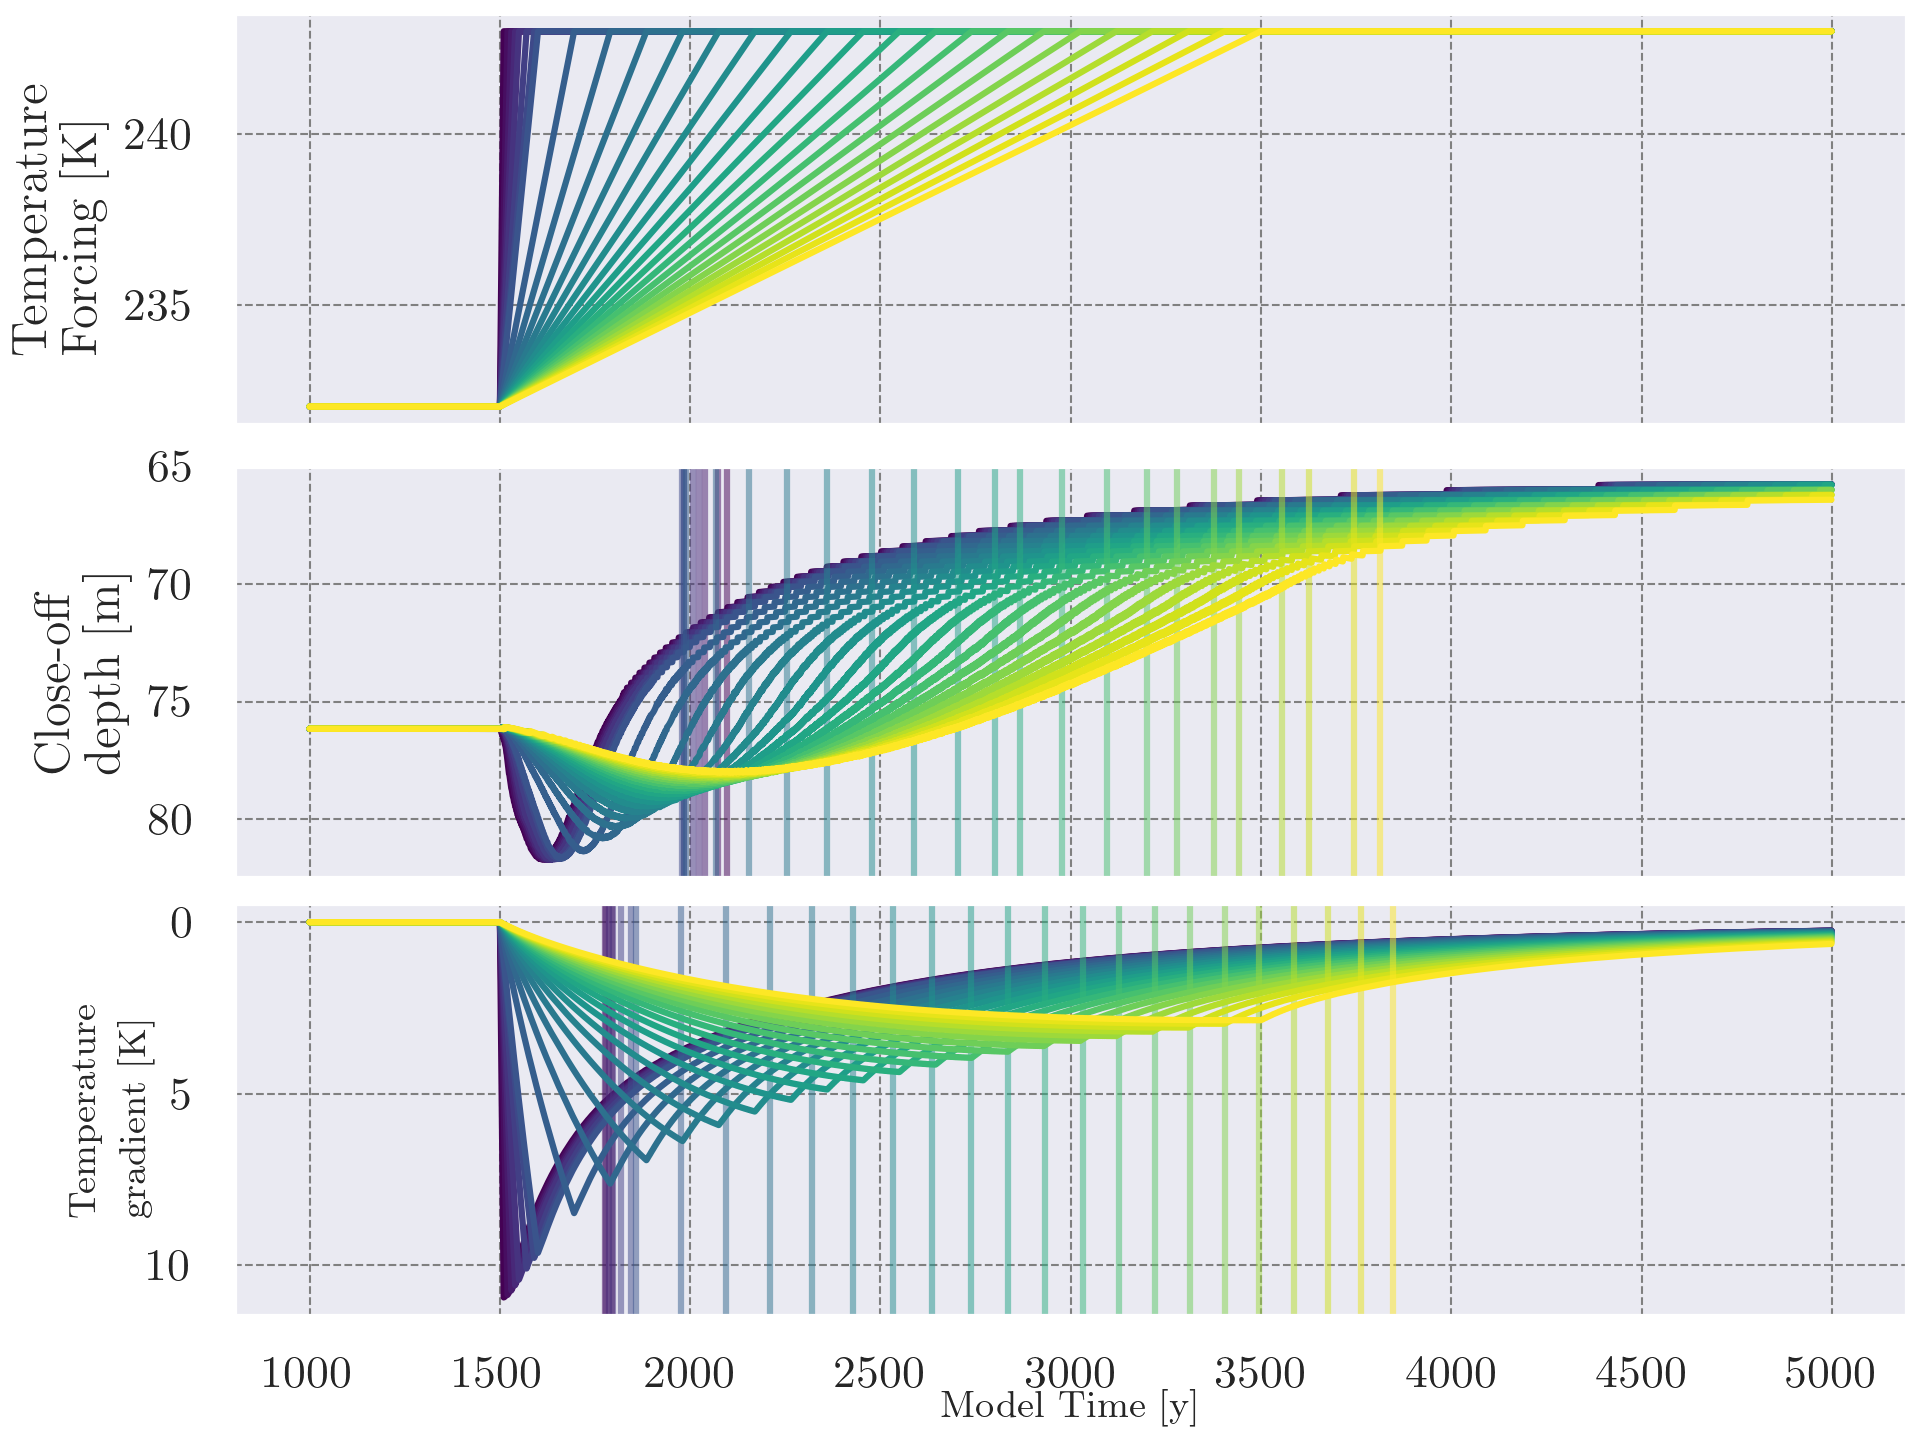 Temperature
Forcing [K]
240
235
Close-off
depth [m]
65
70
75
80
Temperature
gradient [K]
0
5
10
1000 1500 2000 2500 3000 3500 4000 4500 5000
Model Time [y]